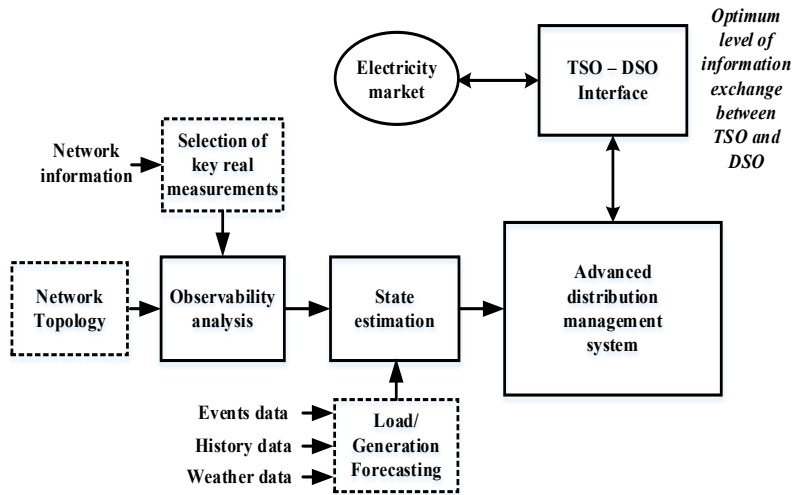 Optimum
level of
information
exchange
between
TSO and
DSO
Electricity
market
TSO – DSO
Interface
Network
information
Selection of
key real
measurements
Network
Topology
Observability
analysis
State
estimation
Advanced
distribution
management
system
Events data
History data
Weather data
Load/
Generation
Forecasting